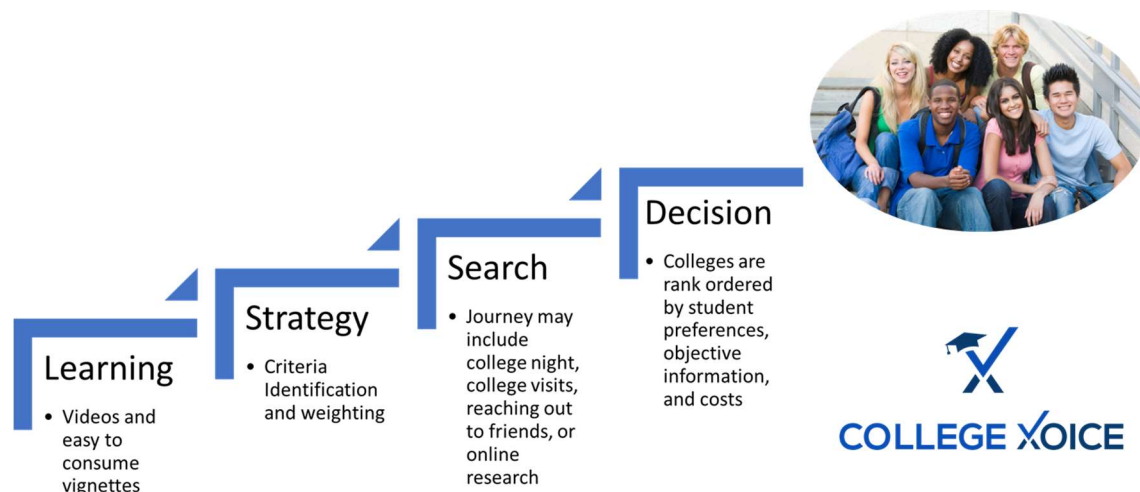 Learning
• Videos and
easy to
consume
vignettes
Strategy
• Criteria
Identification
and weighting
Search
• Journey may
include
college night,
college visits,
reaching out
to friends, or
online
research
Decision
• Colleges are
rank ordered
by student
preferences,
objective
information,
and costs
COLLEGE XOICE